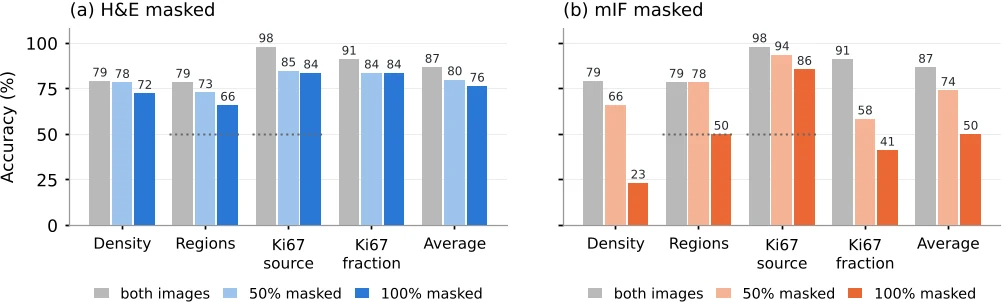 (a) H&E masked
Accuracy (%)
100
75
50
25
0
79 78 72
79 73 66
98 85 84
91 84 84
87 80 76
Density Regions Ki67 source Ki67 fraction Average
both images 50% masked 100% masked
(b) mIF masked
79 66 23
79 78 50
98 94 86
91 58 41
87 74 50
Density Regions Ki67 source Ki67 fraction Average
both images 50% masked 100% masked